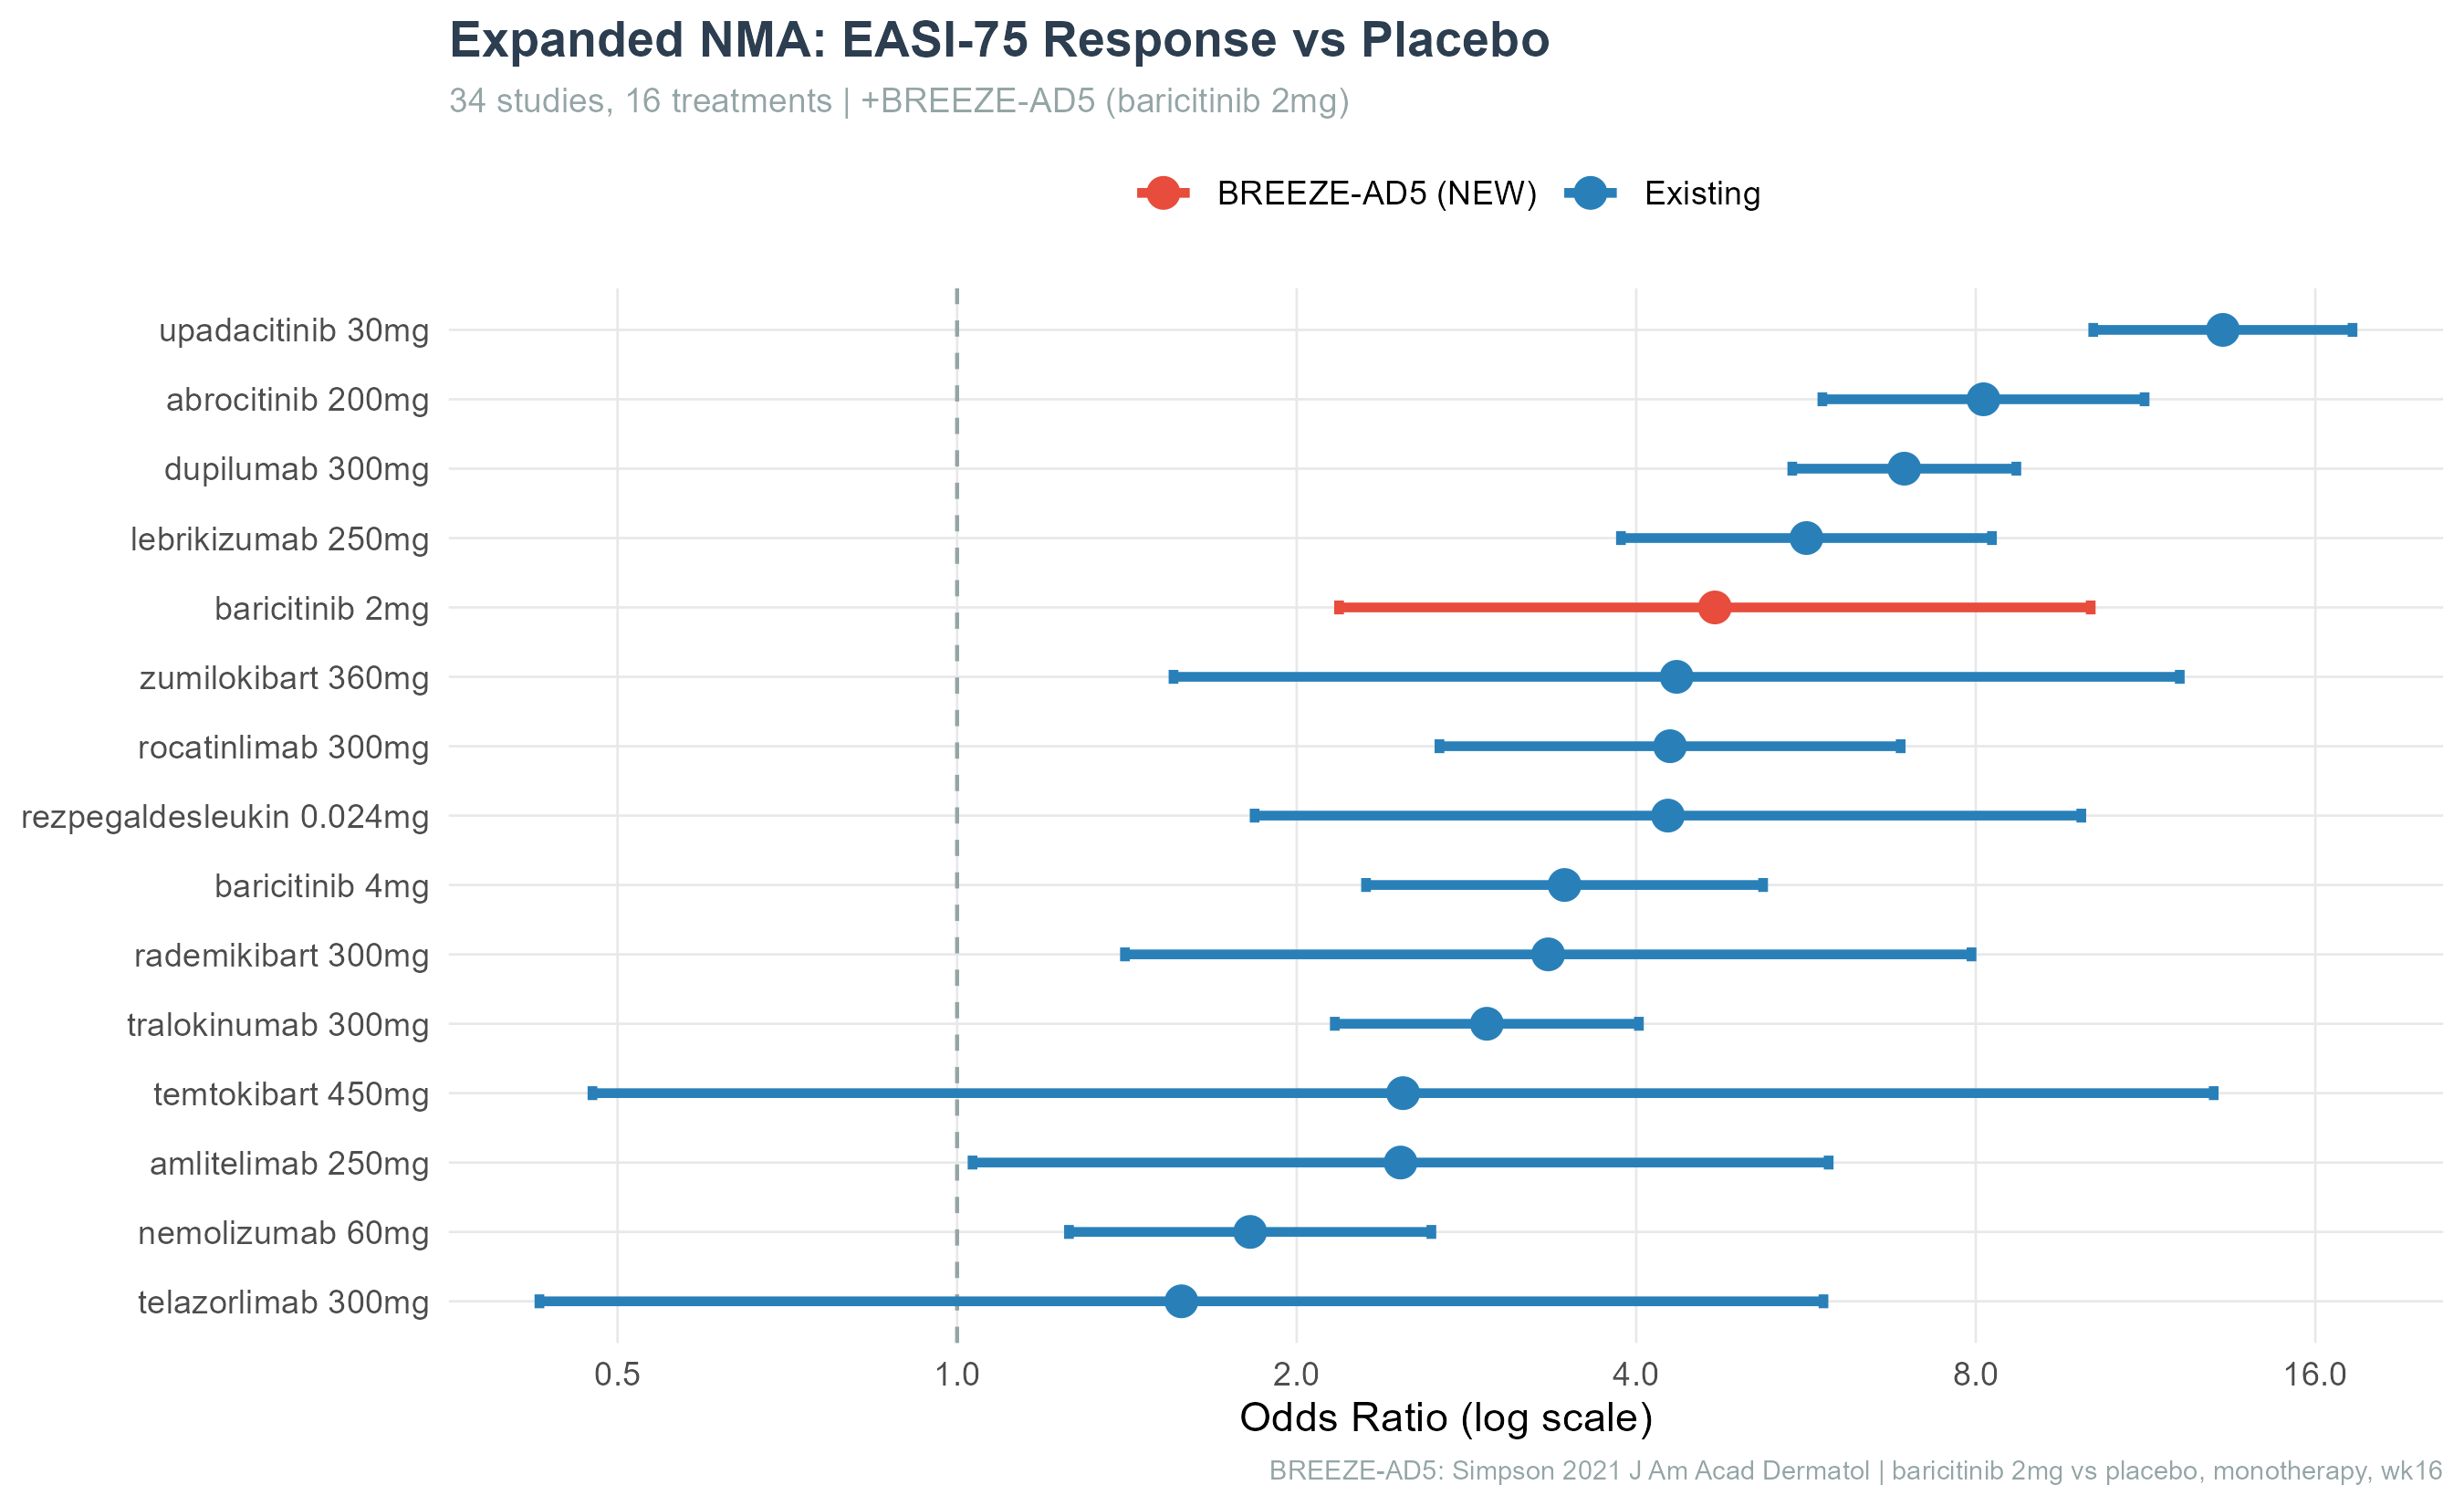 Expanded NMA: EASI-75 Response vs Placebo
34 studies, 16 treatments | +BREEZE-AD5 (baricitinib 2mg)
BREEZE-AD5 (NEW) Existing
upadacitinib 30mg
abrocitinib 200mg
dupilumab 300mg
lebrikizumab 250mg
baricitinib 2mg
zumilokibart 360mg
rocatinlimab 300mg
rezpegaldesleukin 0.024mg
baricitinib 4mg
rademikibart 300mg
tralokinumab 300mg
temtokibart 450mg
amlitelimab 250mg
nemolizumab 60mg
telazorlimab 300mg
0.5 1.0 2.0 4.0 8.0 16.0
Odds Ratio (log scale)
BREEZE-AD5: Simpson 2021 J Am Acad Dermatol | baricitinib 2mg vs placebo, monotherapy, wk16